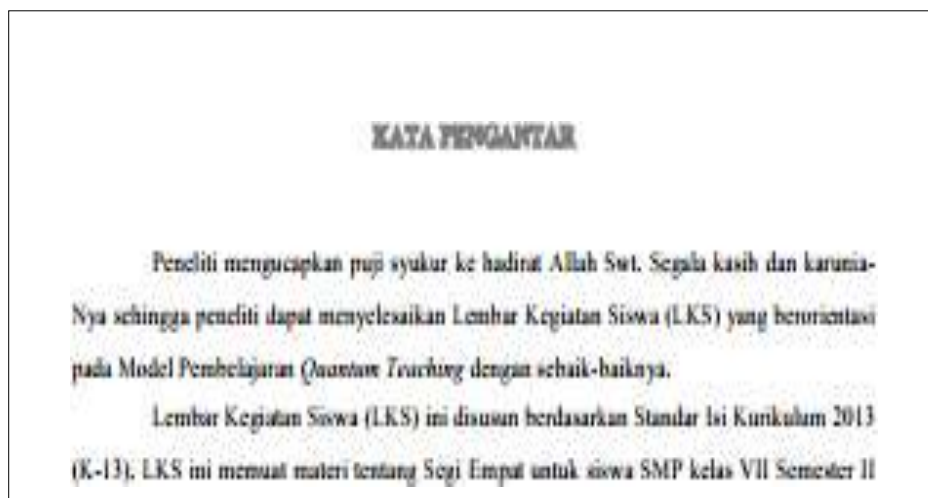 KATA PENGANTAR
Peneliti mengucapkan puji syukur ke hadirat Allah Swt. Segala kasih dan karunia-
Nya sehingga peneliti dapat menyelesaikan Lembar Kegiatan Siswa (LKS) yang berorientasi
pada Model Pembelajaran Quantum Teaching dengan sebaik-baiknya.
Lembar Kegiatan Siswa (LKS) ini disusun berdasarkan Standar Isi Kurikulum 2013
(K-13). LKS ini memuat materi tentang Segi Empat untuk siswa SMP kelas VII Semester II